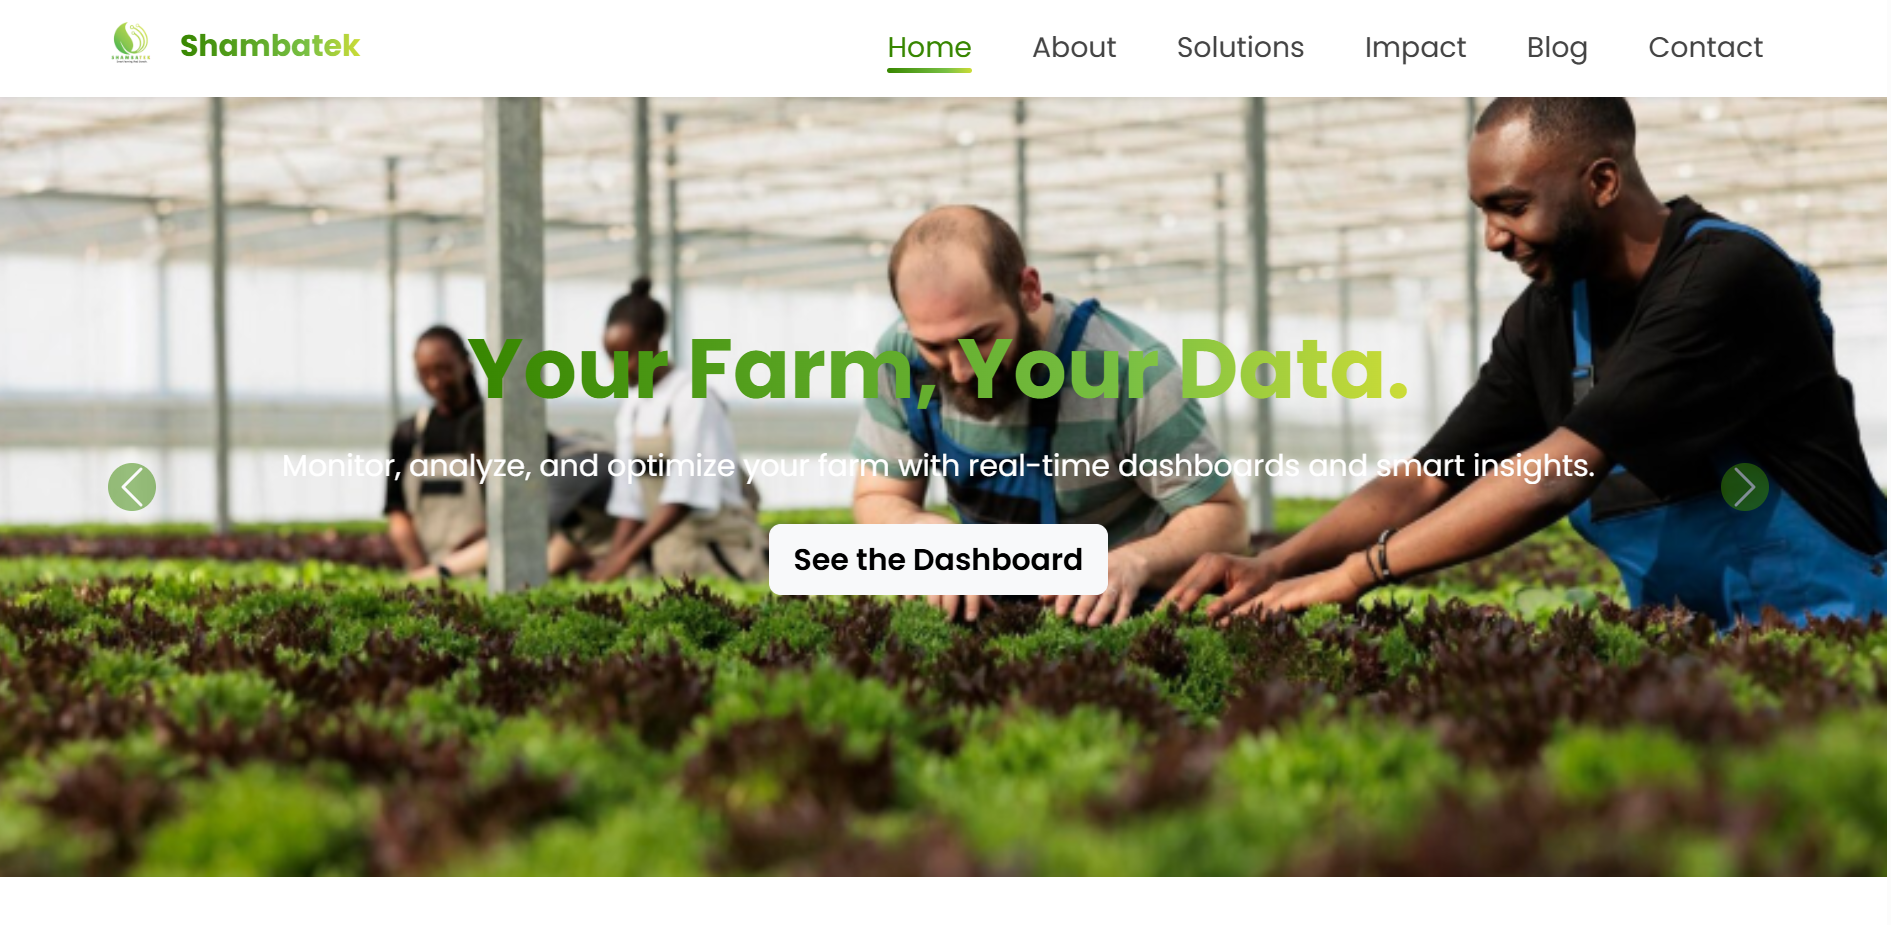 Shambatek
Home About Solutions Impact Blog Contact
Your Farm, Your Data.
Monitor, analyze, and optimize your farm with real-time dashboards and smart insights.
See the Dashboard